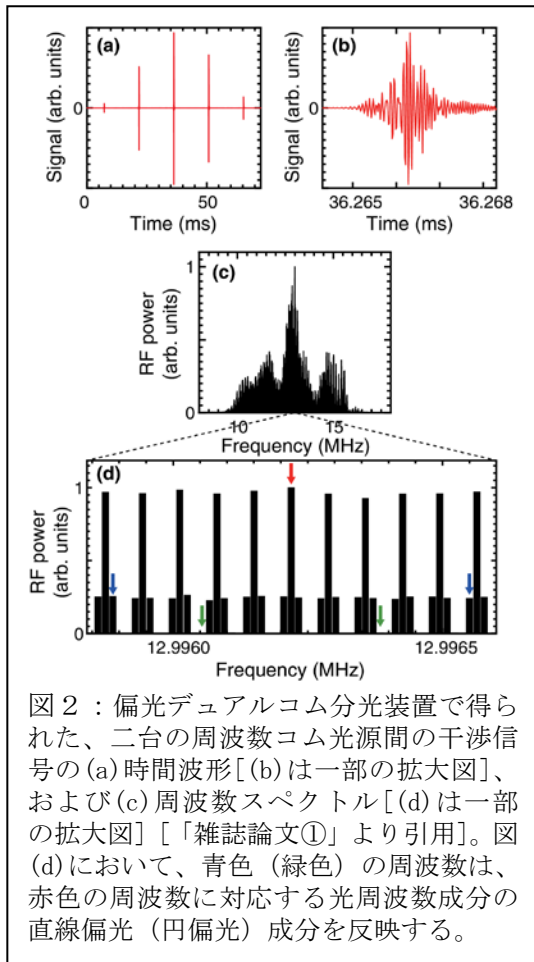 (a)
(b)
Signal (arb. units)
0
0
50
Time (ms)
Signal (arb. units)
0
36.265
36.268
Time (ms)
(c)
RF power
(arb. units)
1
0
10
15
Frequency (MHz)
(d)
RF power
(arb. units)
1
0
12.9960
12.9965
Frequency (MHz)
図２：偏光デュアルコム分光装置で得ら
れた、二台の周波数コム光源間の干渉信
号の(a)時間波形[(b)は一部の拡大図]、
および(c)周波数スペクトル[(d)は一部
の拡大図] [「雑誌論文①」より引用]。図
(d)において、青色（緑色）の周波数は、
赤色の周波数に対応する光周波数成分の
直線偏光（円偏光）成分を反映する。